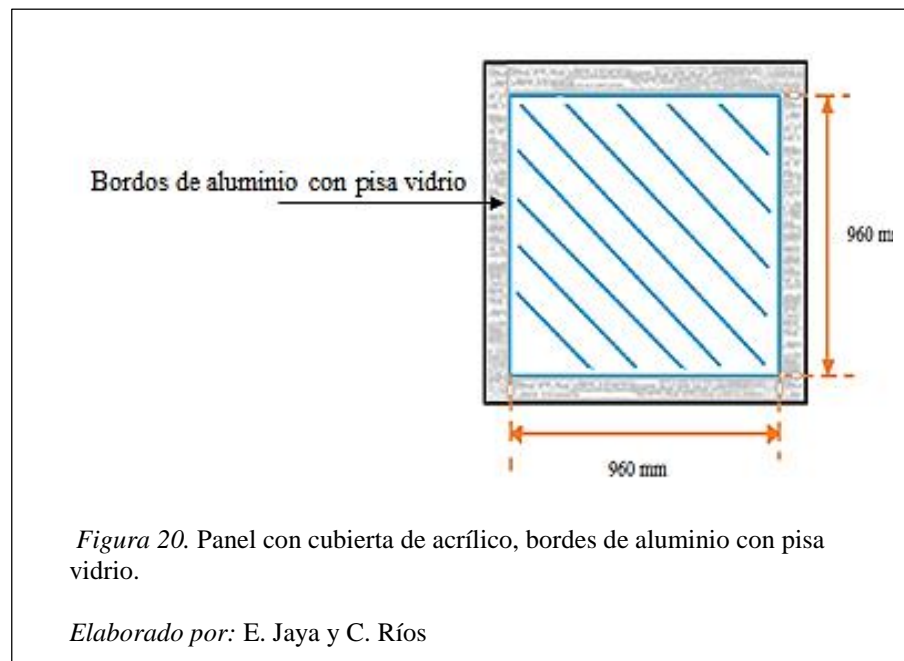 Bordos de aluminio con pisa vidrio
960 m
960 mm
Figura 20. Panel con cubierta de acrílico, bordes de aluminio con pisa
vidrio.
Elaborado por: E. Jaya y C. Ríos